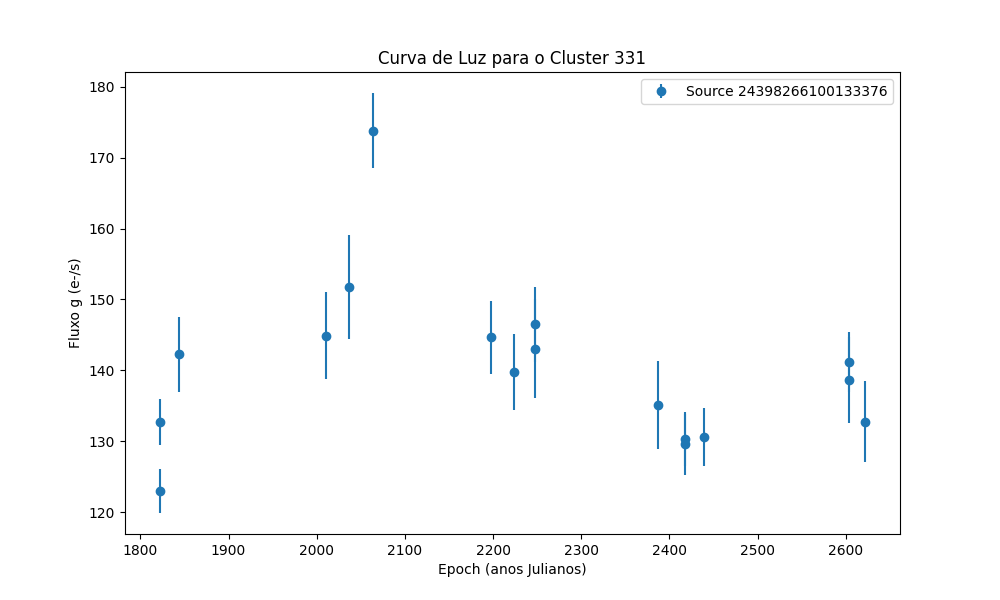 Curva de Luz para o Cluster 331
Source 24398266100133376
180
170
160
150
140
130
120
Fluxo g (e-/s)
1800 1900 2000 2100 2200 2300 2400 2500 2600
Epoch (anos Julianos)